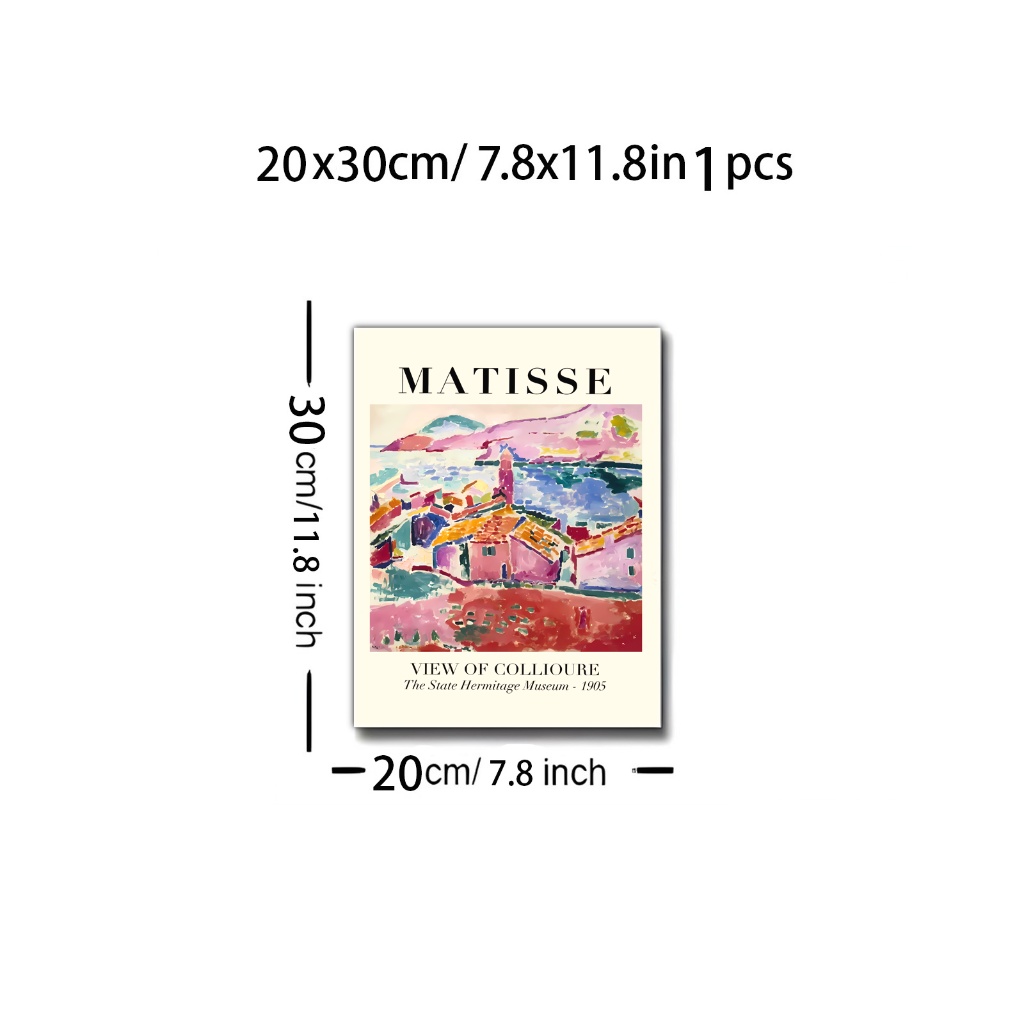 20x30cm/ 7.8x11.8in 1 pcs
30cm/11.8 inch
MATISSE
VIEW OF COLLIOURE
The State Hermitage Museum - 1905
20cm/ 7.8 inch